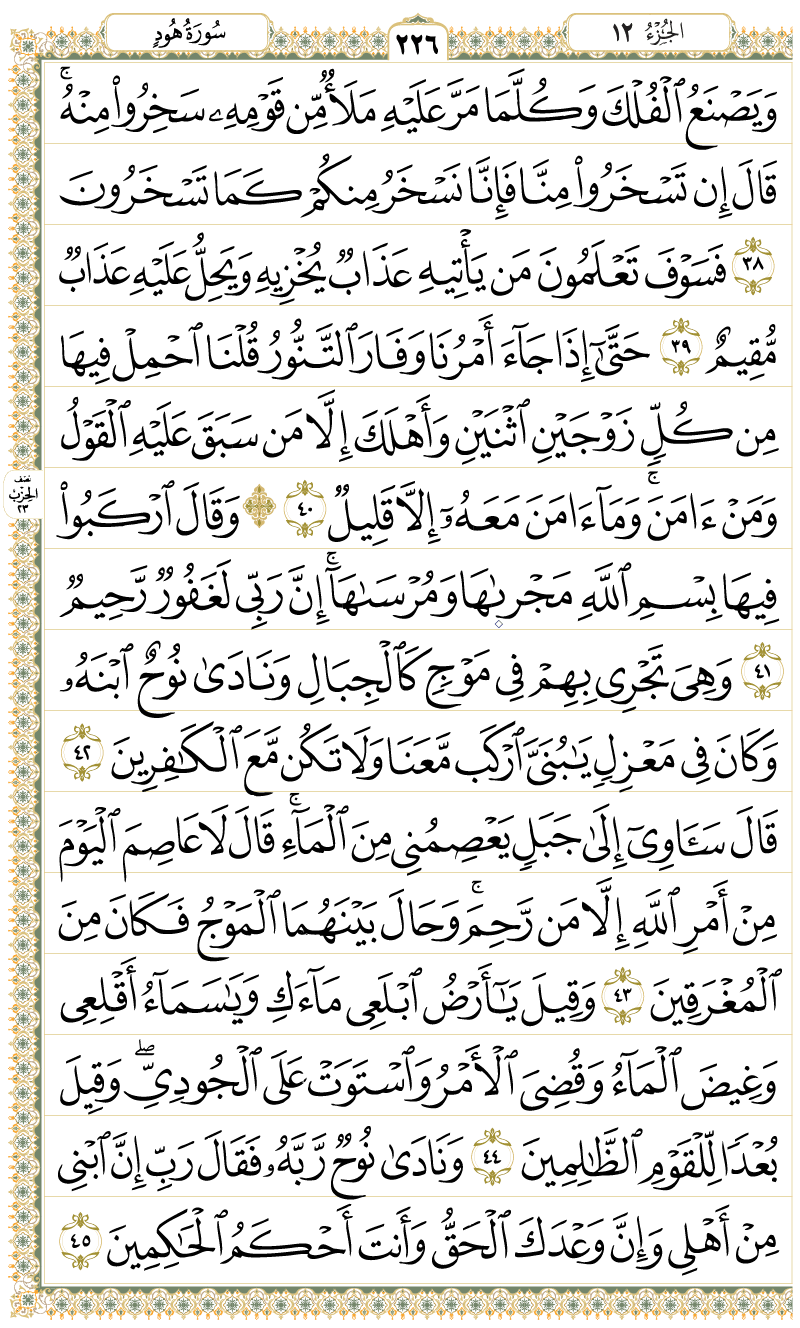 الجُزْءُ ١٢
٢٢٦
سُورَةُ هُودٍ
وَيَصْنَعُ ٱلْفُلْكَ وَكُلَّمَا مَرَّ عَلَيْهِ مَلَأٌ مِّن قَوْمِهِۦ سَخِرُوا۟ مِنْهُ ۚ
قَالَ إِن تَسْخَرُوا۟ مِنَّا فَإِنَّا نَسْخَرُ مِنكُمْ كَمَا تَسْخَرُونَ
٣٨ فَسَوْفَ تَعْلَمُونَ مَن يَأْتِيهِ عَذَابٌ يُخْزِيهِ وَيَحِلُّ عَلَيْهِ عَذَابٌ
مُّقِيمٌ ٣٩ حَتَّىٰٓ إِذَا جَآءَ أَمْرُنَا وَفَارَ ٱلتَّنُّورُ قُلْنَا ٱحْمِلْ فِيهَا
مِن كُلٍّ زَوْجَيْنِ ٱثْنَيْنِ وَأَهْلَكَ إِلَّا مَن سَبَقَ عَلَيْهِ ٱلْقَوْلُ
وَمَنْ ءَامَنَ ۚ وَمَآ ءَامَنَ مَعَهُۥٓ إِلَّا قَلِيلٌ ٤٠ ۞ وَقَالَ ٱرْكَبُوا۟
نصف الحِزْبِ ٢٣
فِيهَا بِسْمِ ٱللَّهِ مَجْر۪ىٰهَا وَمُرْسَىٰهَآ ۚ إِنَّ رَبِّى لَغَفُورٌ رَّحِيمٌ
٤١ وَهِىَ تَجْرِى بِهِمْ فِى مَوْجٍ كَٱلْجِبَالِ وَنَادَىٰ نُوحٌ ٱبْنَهُۥ
وَكَانَ فِى مَعْزِلٍ يَٰبُنَىَّ ٱرْكَب مَّعَنَا وَلَا تَكُن مَّعَ ٱلْكَٰفِرِينَ ٤٢
قَالَ سَـَٔاوِىٓ إِلَىٰ جَبَلٍ يَعْصِمُنِى مِنَ ٱلْمَآءِ ۚ قَالَ لَا عَاصِمَ ٱلْيَوْمَ
مِنْ أَمْرِ ٱللَّهِ إِلَّا مَن رَّحِمَ ۚ وَحَالَ بَيْنَهُمَا ٱلْمَوْجُ فَكَانَ مِنَ
ٱلْمُغْرَقِينَ ٤٣ وَقِيلَ يَٰٓأَرْضُ ٱبْلَعِى مَآءَكِ وَيَٰسَمَآءُ أَقْلِعِى
وَغِيضَ ٱلْمَآءُ وَقُضِىَ ٱلْأَمْرُ وَٱسْتَوَتْ عَلَى ٱلْجُودِىِّ ۖ وَقِيلَ
بُعْدًا لِّلْقَوْمِ ٱلظَّٰلِمِينَ ٤٤ وَنَادَىٰ نُوحٌ رَّبَّهُۥ فَقَالَ رَبِّ إِنَّ ٱبْنِى
مِنْ أَهْلِى وَإِنَّ وَعْدَكَ ٱلْحَقُّ وَأَنتَ أَحْكَمُ ٱلْحَٰكِمِينَ ٤٥